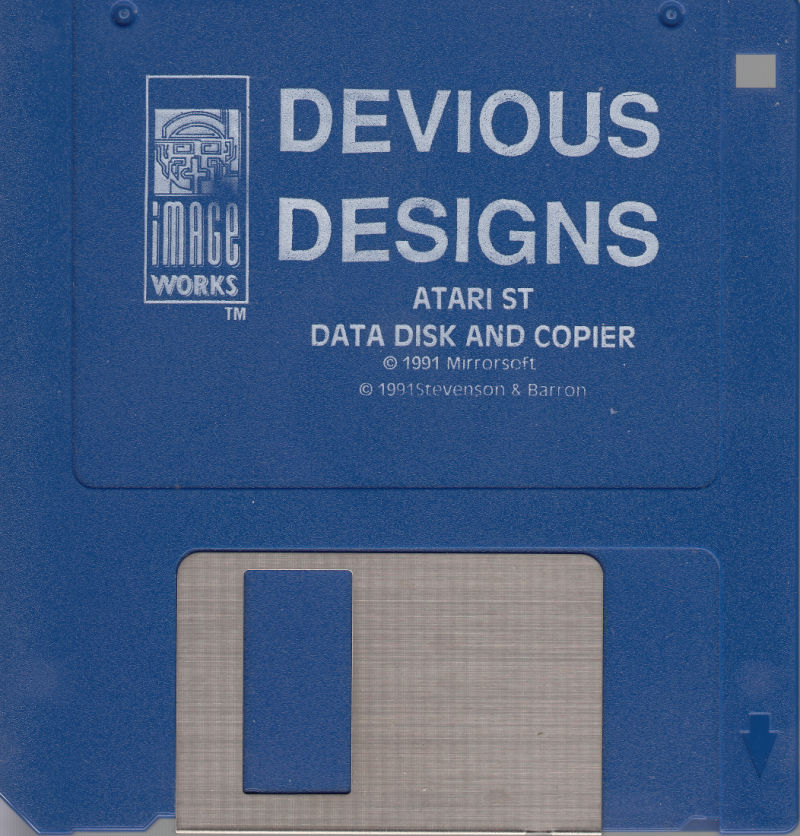 DEVIOUS
DESIGNS
iMAGE
WORKS
TM
ATARI ST
DATA DISK AND COPIER
© 1991 Mirrorsoft
© 1991Stevenson & Barron